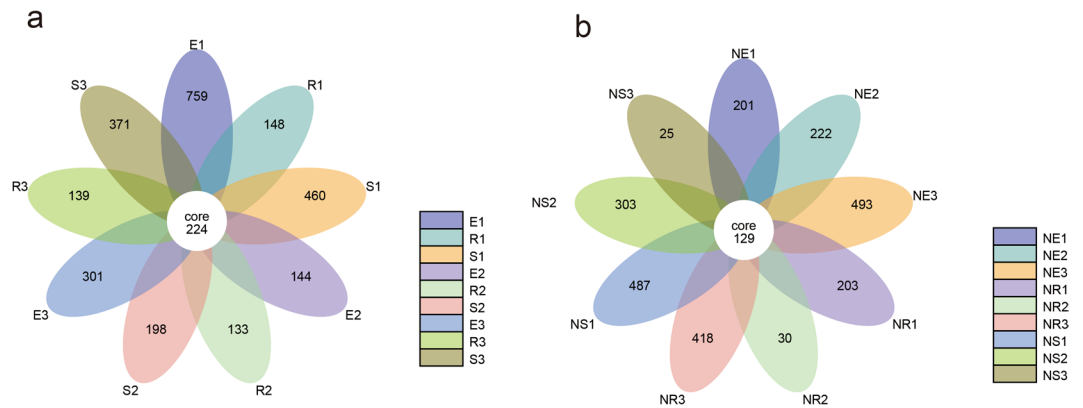 a
E1
759
R1
148
S1
460
E2
144
R2
133
S2
198
E3
301
R3
139
S3
371
core
224
E1
R1
S1
E2
R2
S2
E3
R3
S3
b
NE1
201
NE2
222
NE3
493
NR1
203
NR2
30
NR3
418
NS1
487
NS2
303
NS3
25
core
129
NE1
NE2
NE3
NR1
NR2
NR3
NS1
NS2
NS3